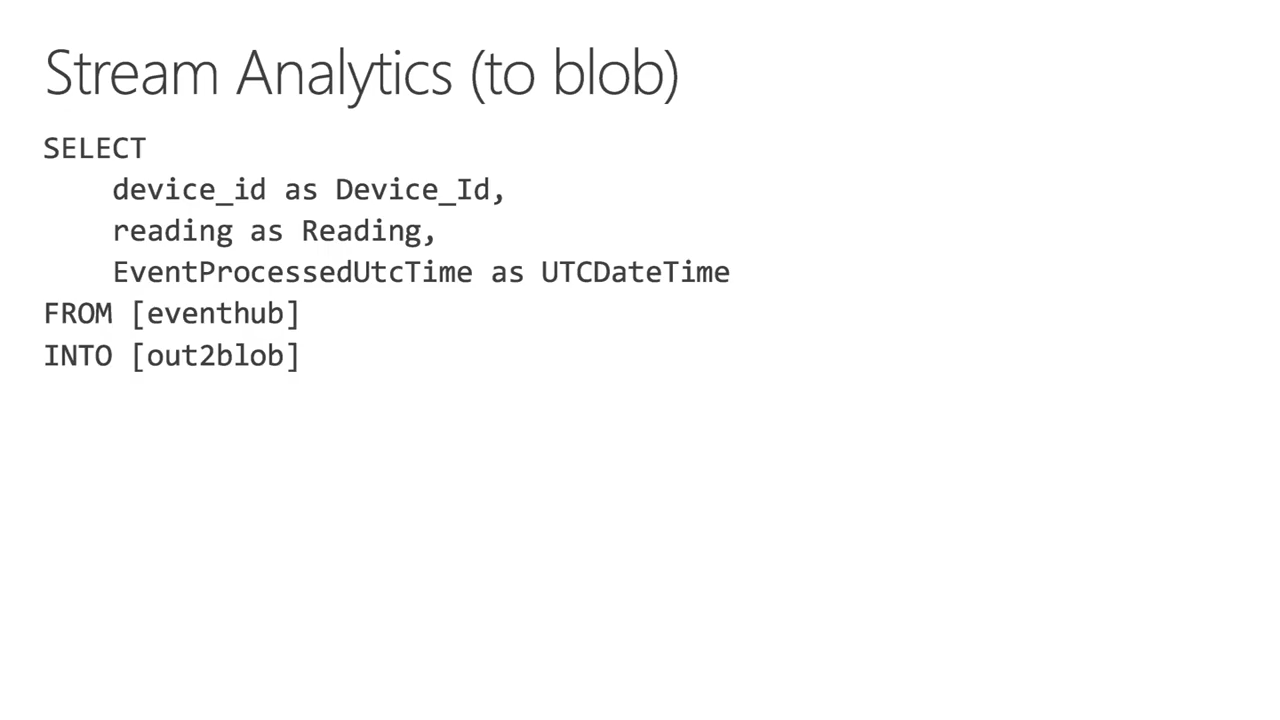 Stream Analytics (to blob)
SELECT
device_id as Device_Id,
reading as Reading,
EventProcessedUtcTime as UTCDateTime
FROM [eventhub]
INTO [out2blob]